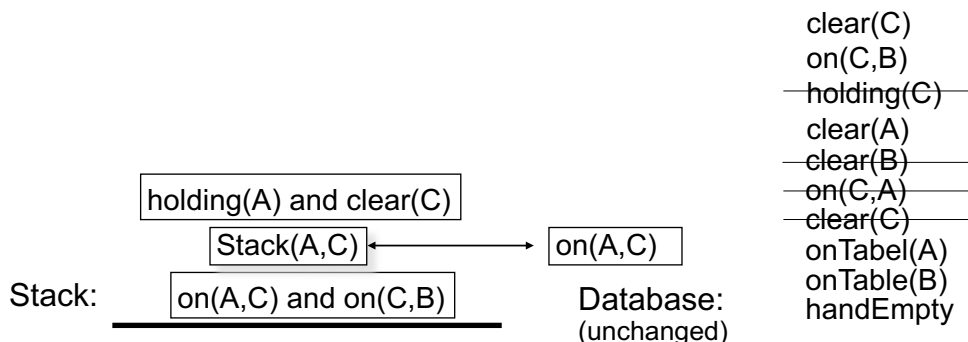 holding(A) and clear(C)
Stack(A,C)
on(A,C)
Stack:
on(A,C) and on(C,B)
Database:
(unchanged)
clear(C)
on(C,B)
holding(C)
clear(A)
clear(B)
on(C,A)
clear(C)
onTabel(A)
onTable(B)
handEmpty